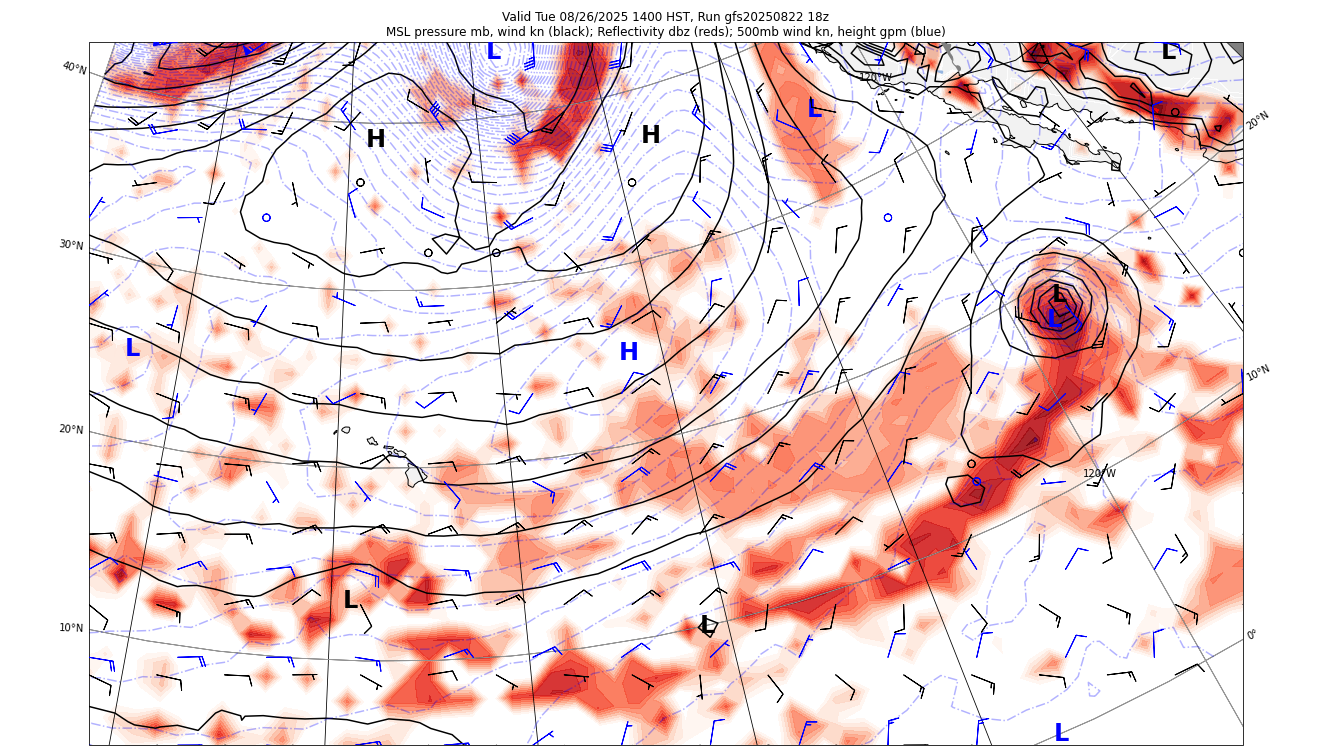 Valid Tue 08/26/2025 1400 HST, Run gfs20250822 18z
MSL pressure mb, wind kn (black); Reflectivity dbz (reds); 500mb wind kn, height gpm (blue)
L
L
40°N
120°W
L
20°N
H
H
30°N
L
L
L
H
10°N
20°N
120°W
L
10°N
L
0°
L